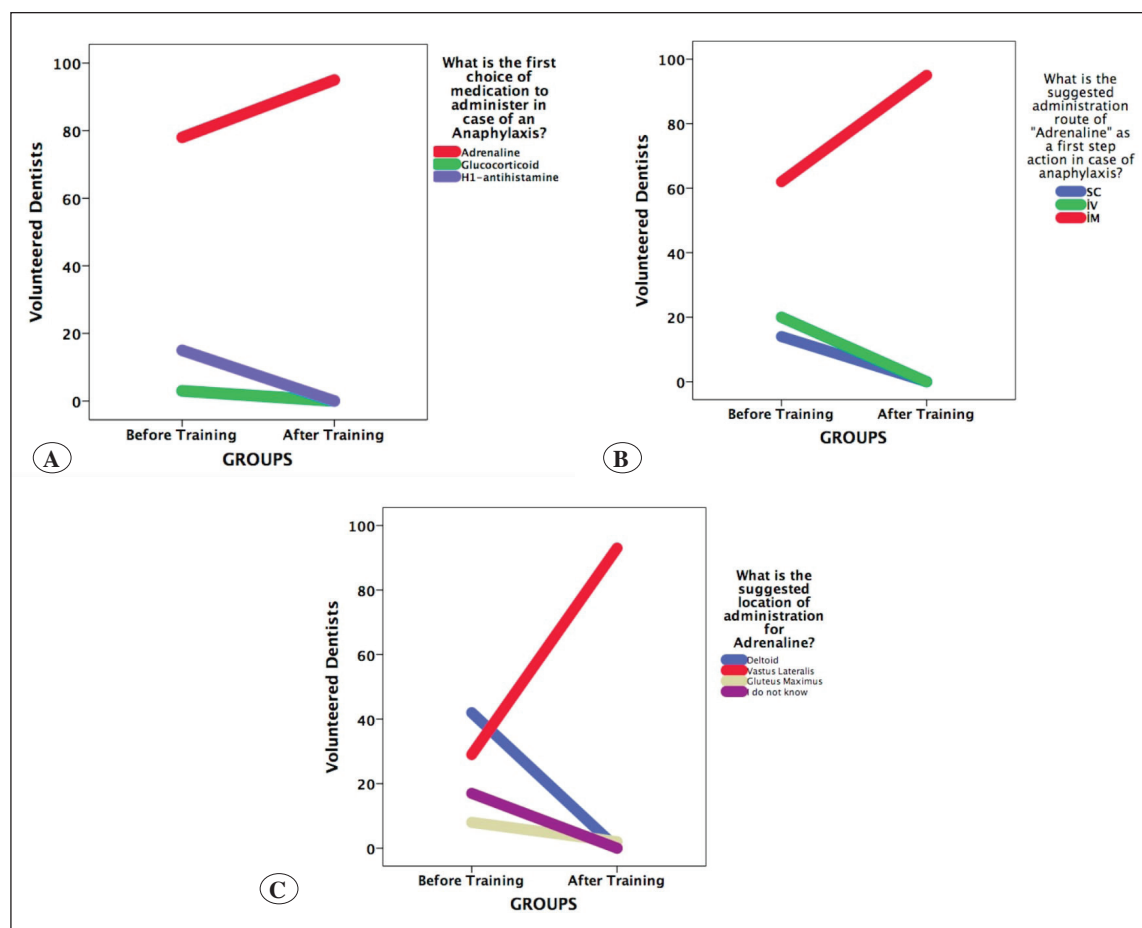 What is the first
choice of
medication to
administer in
case of an
Anaphylaxis?
Adrenaline
Glucocorticoid
H1-antihistamine
100
80
60
40
20
0
Volunteered Dentists
Before Training
After Training
GROUPS
A
What is the
suggested
administration
route of
"Adrenaline" as
a first step
action in case of
anaphylaxis?
SC
İV
İM
100
80
60
40
20
0
Volunteered Dentists
Before Training
After Training
GROUPS
B
What is the
suggested
location of
administration
for
Adrenaline?
Deltoid
Vastus Lateralis
Gluteus Maximus
I do not know
100
80
60
40
20
0
Volunteered Dentists
Before Training
After Training
GROUPS
C